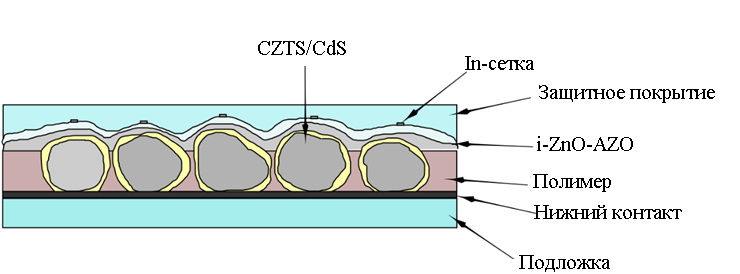 CZTS/CdS
In-сетка
Защитное покрытие
i-ZnO-AZO
Полимер
Нижний контакт
Подложка